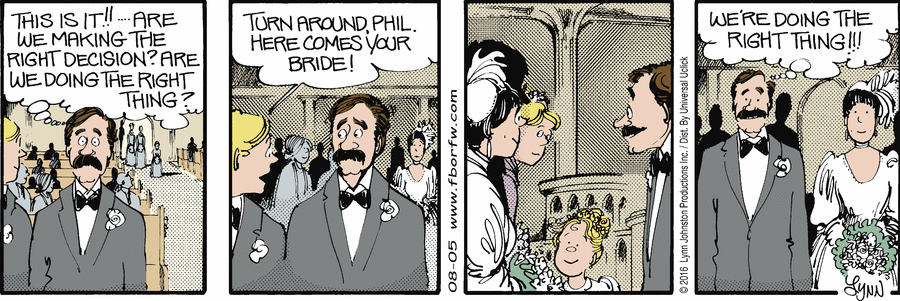 THIS IS IT!! ....ARE
WE MAKING THE
RIGHT DECISION? ARE
WE DOING THE RIGHT
THING?
TURN AROUND, PHIL.
HERE COMES YOUR
BRIDE!
08-05 www.fborfw.com
© 2016 Lynn Johnston Productions Inc. / Dist. By Universal Uclick
WE'RE DOING THE
RIGHT THING!!!
LYNN